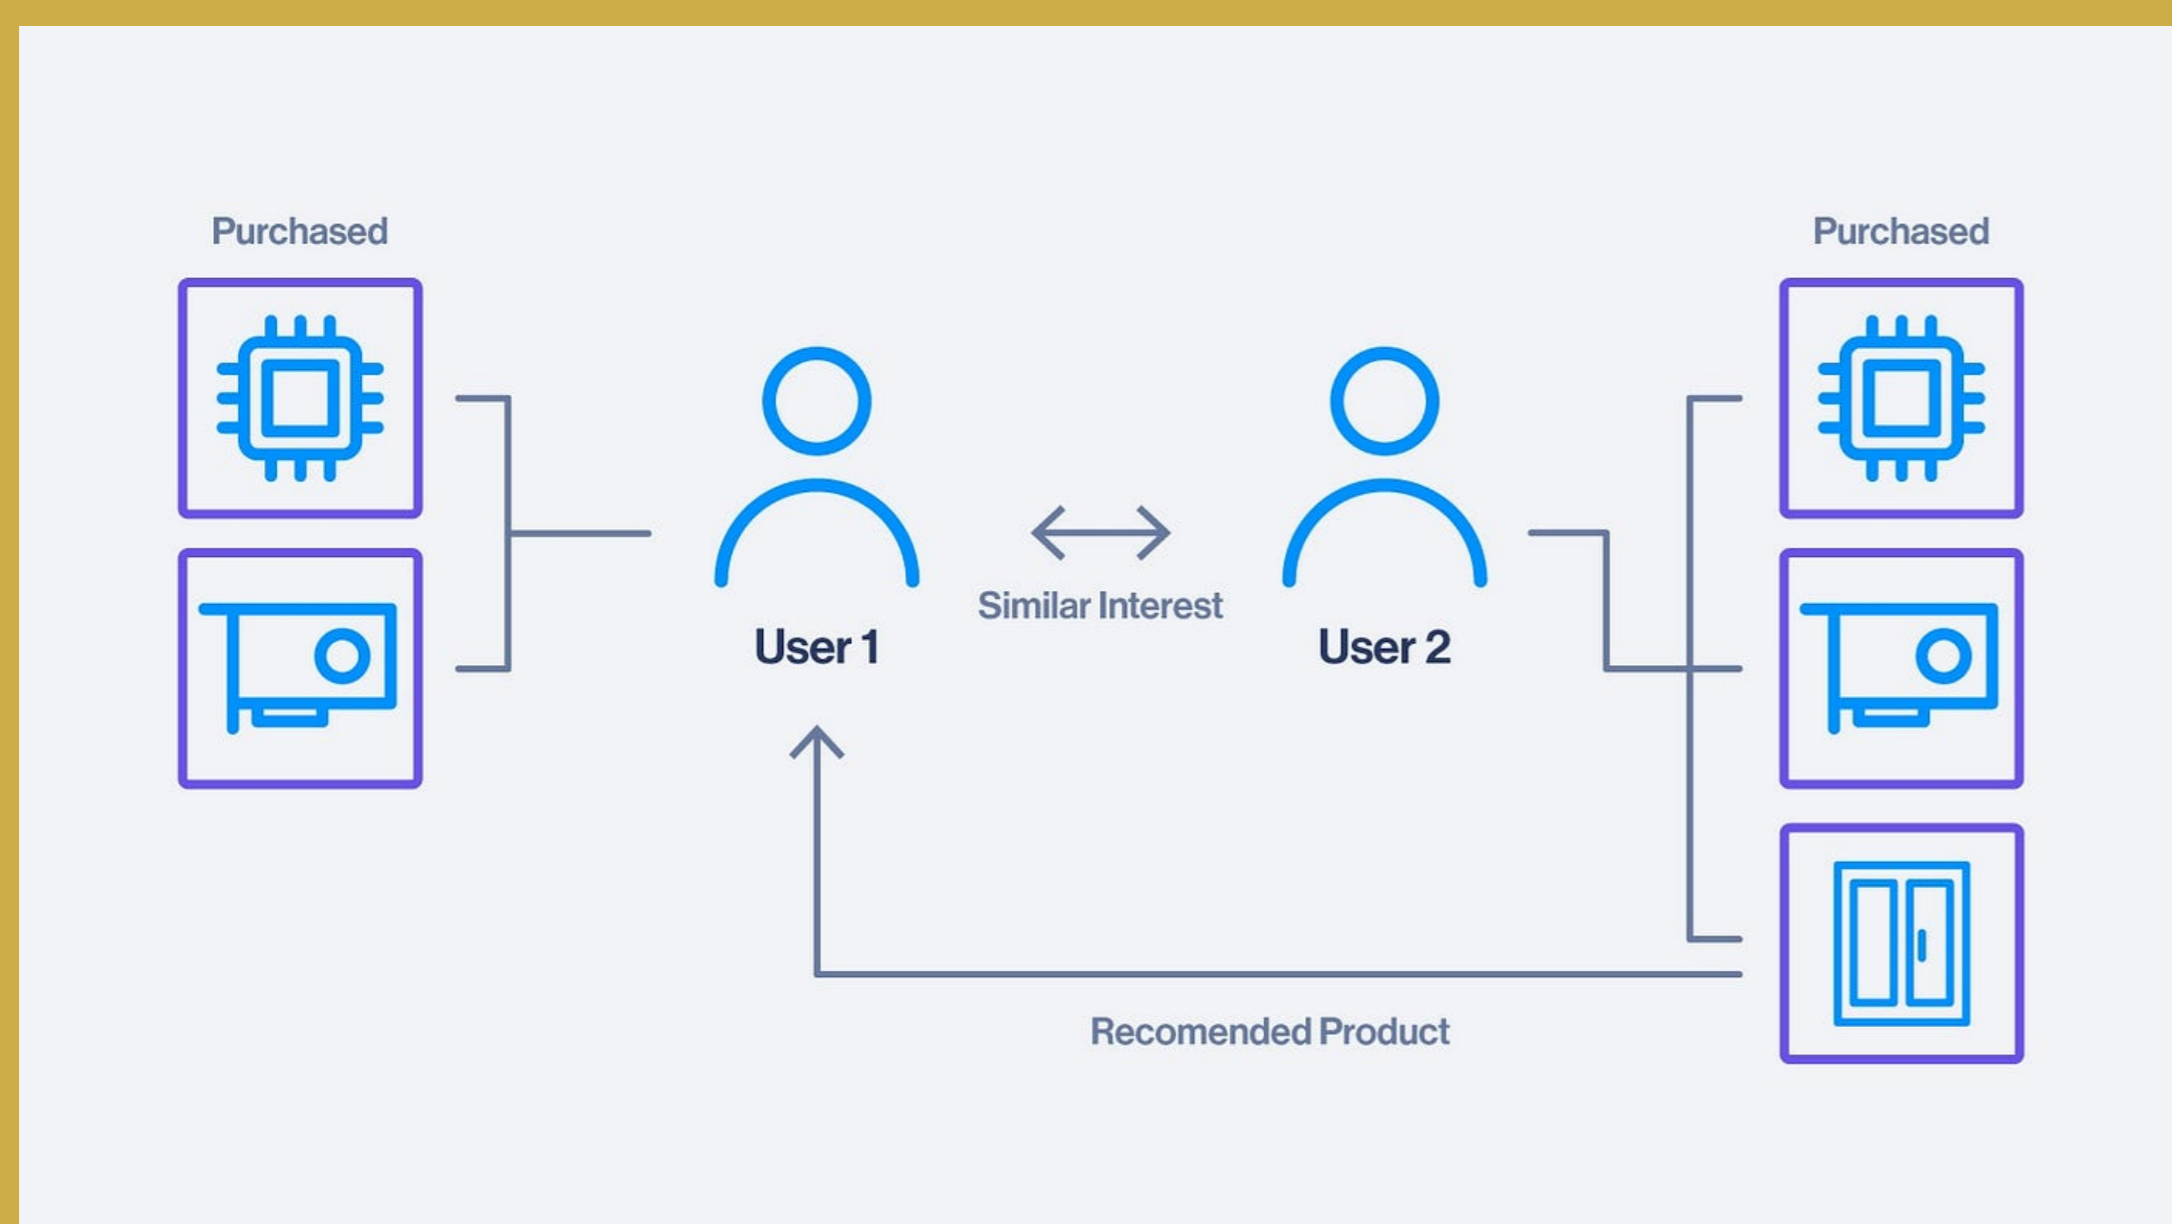 Purchased
Purchased
Similar Interest
User 1
User 2
Recomended Product